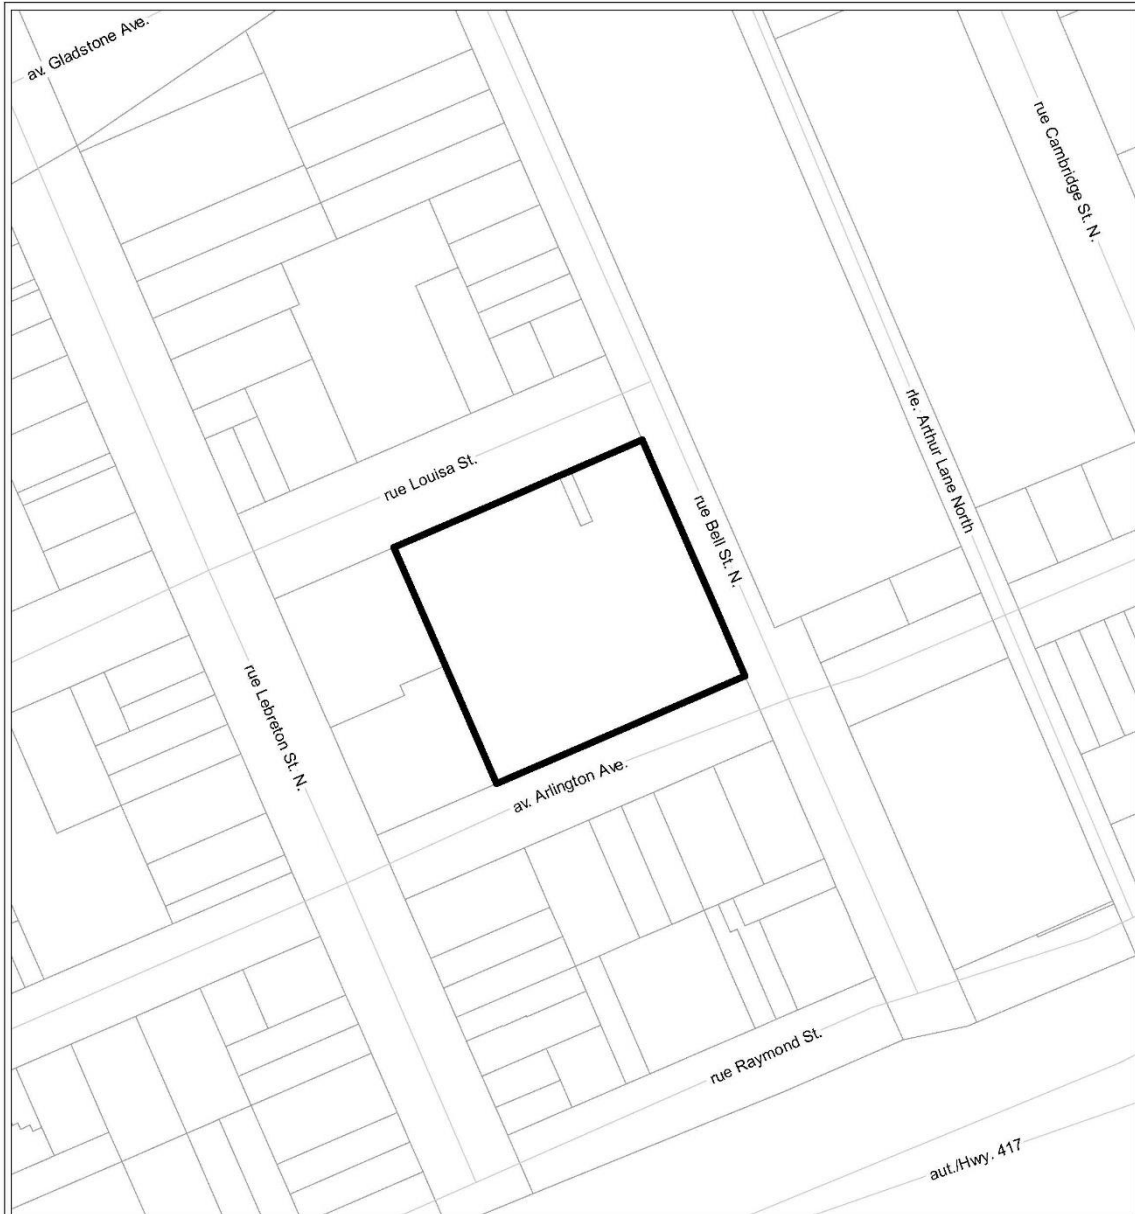 av. Gladstone Ave.
rue Cambridge St. N.
rle. Arthur Lane North
rue Louisa St.
rue Bell St. N.
rue Lebreton St. N.
av. Arlington Ave.
rue Raymond St.
aut./Hwy. 417